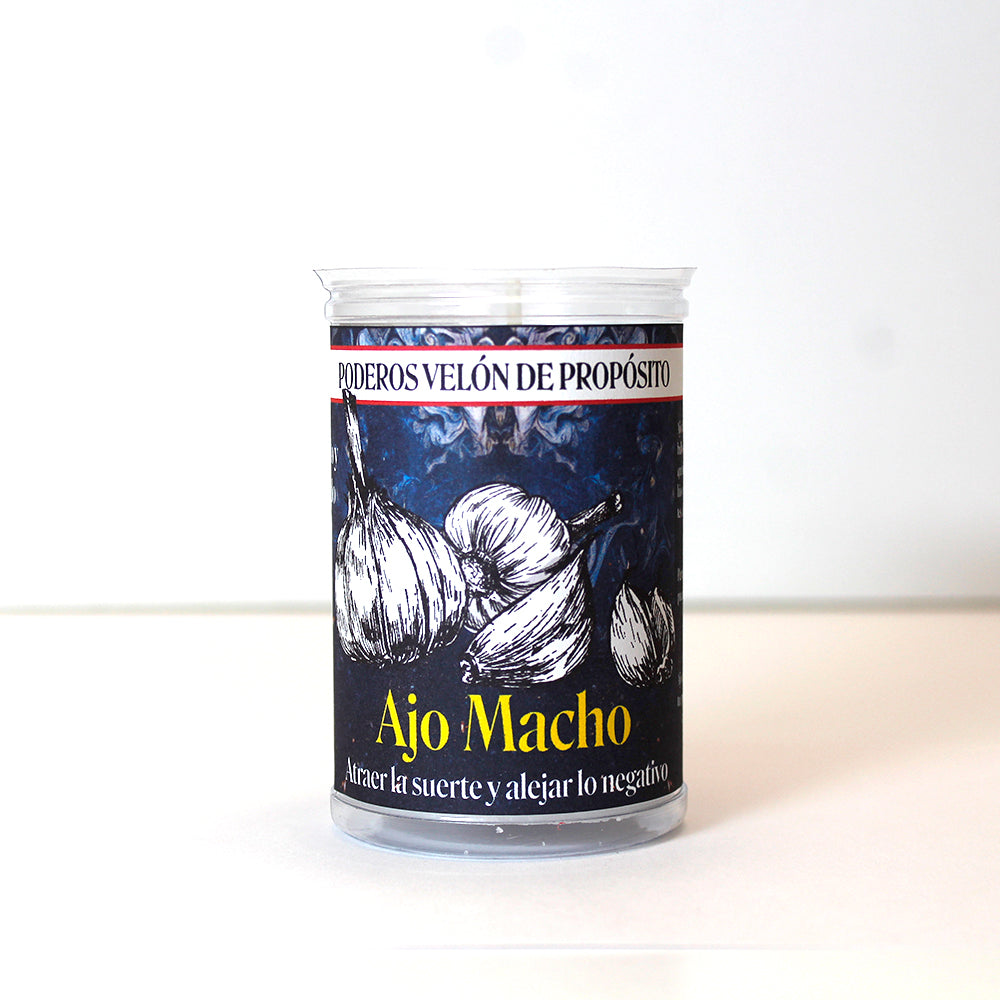 PODEROS VELÓN DE PROPÓSITO
Ajo Macho
Atraer la suerte y alejar lo negativo